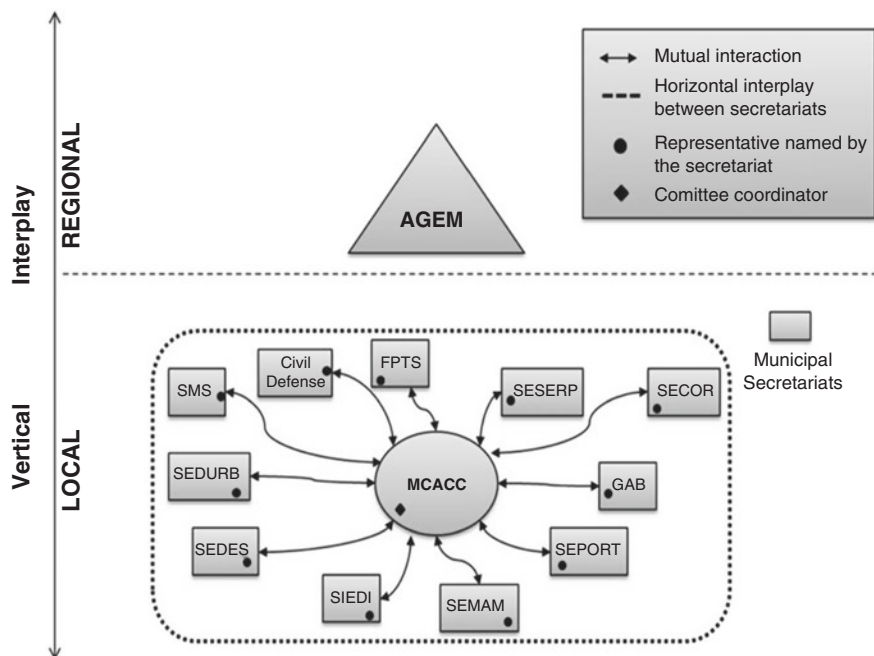 Mutual interaction
Horizontal interplay
between secretariats
Representative named by
the secretariat
Comittee coordinator
REGIONAL
Interplay
AGEM
Municipal
Secretariats
Civil
Defense
FPTS
SMS
SESERP
SECOR
SEDURB
MCACC
GAB
Vertical
LOCAL
SEDES
SEPORT
SIEDI
SEMAM